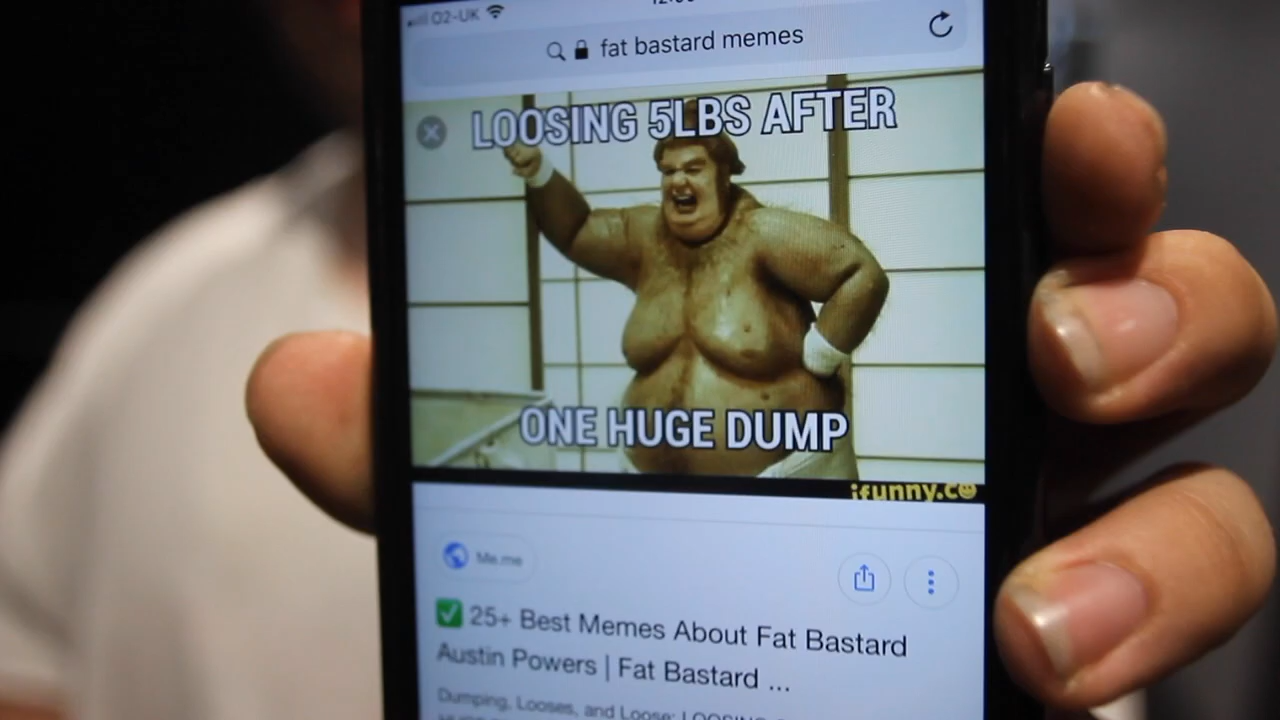 O2-UK
fat bastard memes
LOOSING 5LBS AFTER
ONE HUGE DUMP
ifunny.co
Me.me
25+ Best Memes About Fat Bastard
Austin Powers | Fat Bastard ...
Dumping, Looses, and Loose: LOOSING